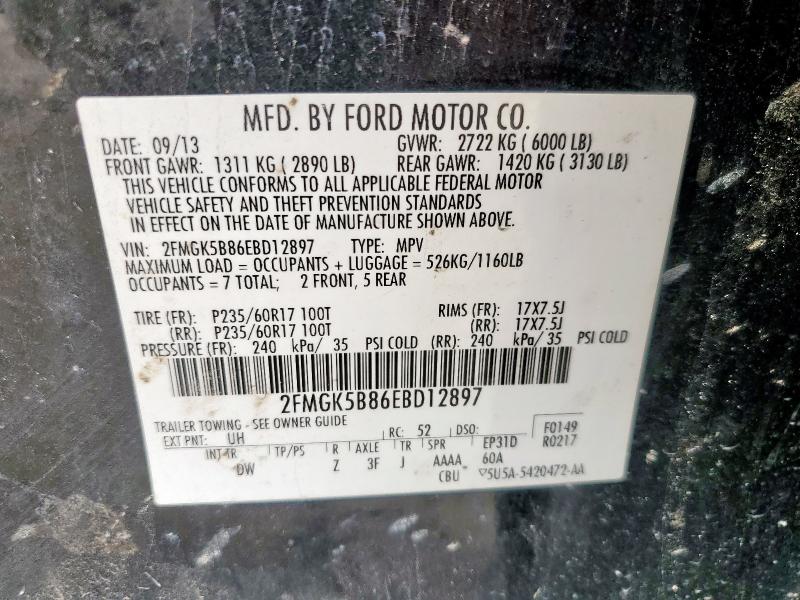 MFD. BY FORD MOTOR CO.
DATE: 09/13 GVWR: 2722 KG ( 6000 LB)
FRONT GAWR: 1311 KG ( 2890 LB) REAR GAWR: 1420 KG ( 3130 LB)
THIS VEHICLE CONFORMS TO ALL APPLICABLE FEDERAL MOTOR
VEHICLE SAFETY AND THEFT PREVENTION STANDARDS
IN EFFECT ON THE DATE OF MANUFACTURE SHOWN ABOVE.
VIN: 2FMGK5B86EBD12897 TYPE: MPV
MAXIMUM LOAD = OCCUPANTS + LUGGAGE = 526KG/1160LB
OCCUPANTS = 7 TOTAL; 2 FRONT, 5 REAR
TIRE (FR): P235/60R17 100T RIMS (FR): 17X7.5J
(RR): P235/60R17 100T (RR): 17X7.5J
PRESSURE (FR): 240 kPa/ 35 PSI COLD (RR): 240 kPa/ 35 PSI COLD
2FMGK5B86EBD12897
TRAILER TOWING - SEE OWNER GUIDE
EXT PNT: UH RC: 52 DSO: F0149
R0217
INT TR TP/PS R AXLE TR SPR EP31D
DW Z 3F J AAAA 60A
CBU 5U5A-5420472-AA